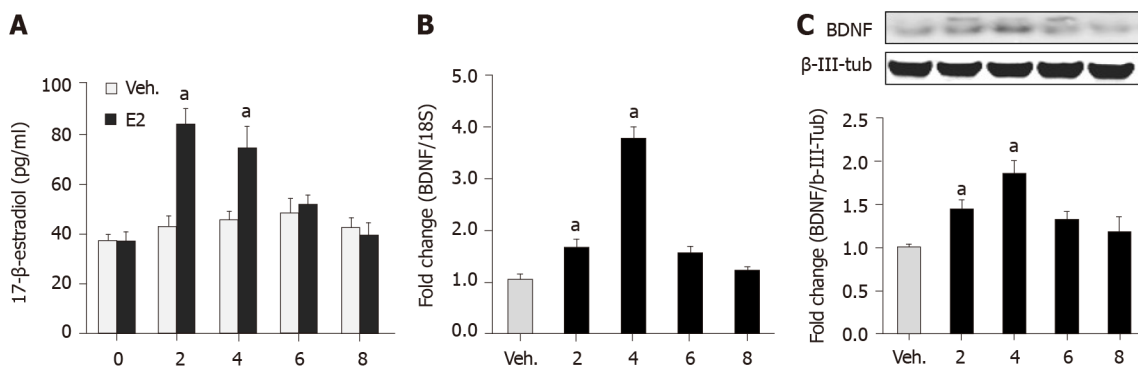 A
17-β-estradiol (pg/ml)
100
80
60
40
20
0
Veh.
E2
a
a
0 2 4 6 8
B
Fold change (BDNF/18S)
5.0
4.0
3.0
2.0
1.0
0.0
a
a
Veh. 2 4 6 8
C
BDNF
β-III-tub
Fold change (BDNF/b-III-Tub)
2.5
2.0
1.5
1.0
0.5
0.0
a
a
Veh. 2 4 6 8